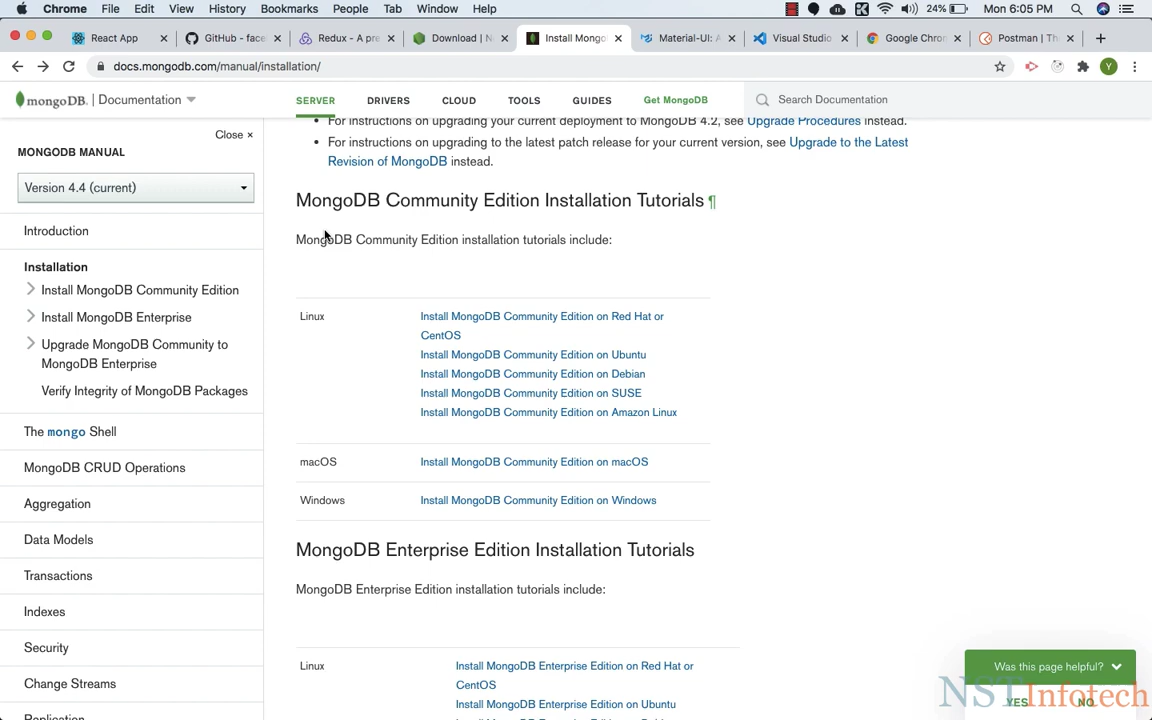 Chrome File Edit View History Bookmarks People Tab Window Help 24% Mon 6:05 PM
React App GitHub - face Redux - A pre Download | N Install Mongo Material-UI: A Visual Studio Google Chron Postman | Th
docs.mongodb.com/manual/installation/ Y
mongoDB. | Documentation SERVER DRIVERS CLOUD TOOLS GUIDES Get MongoDB Search Documentation
Close ×
MONGODB MANUAL
Version 4.4 (current)
Introduction
Installation
Install MongoDB Community Edition
Install MongoDB Enterprise
Upgrade MongoDB Community to
MongoDB Enterprise
Verify Integrity of MongoDB Packages
The mongo Shell
MongoDB CRUD Operations
Aggregation
Data Models
Transactions
Indexes
Security
Change Streams
Replication
• For instructions on upgrading your current deployment to MongoDB 4.2, see Upgrade Procedures instead.
• For instructions on upgrading to the latest patch release for your current version, see Upgrade to the Latest
Revision of MongoDB instead.
MongoDB Community Edition Installation Tutorials ¶
MongoDB Community Edition installation tutorials include:
Linux Install MongoDB Community Edition on Red Hat or
CentOS
Install MongoDB Community Edition on Ubuntu
Install MongoDB Community Edition on Debian
Install MongoDB Community Edition on SUSE
Install MongoDB Community Edition on Amazon Linux
macOS Install MongoDB Community Edition on macOS
Windows Install MongoDB Community Edition on Windows
MongoDB Enterprise Edition Installation Tutorials
MongoDB Enterprise Edition installation tutorials include:
Linux Install MongoDB Enterprise Edition on Red Hat or
CentOS
Install MongoDB Enterprise Edition on Ubuntu
Was this page helpful?
YES NO
NSTInfotech